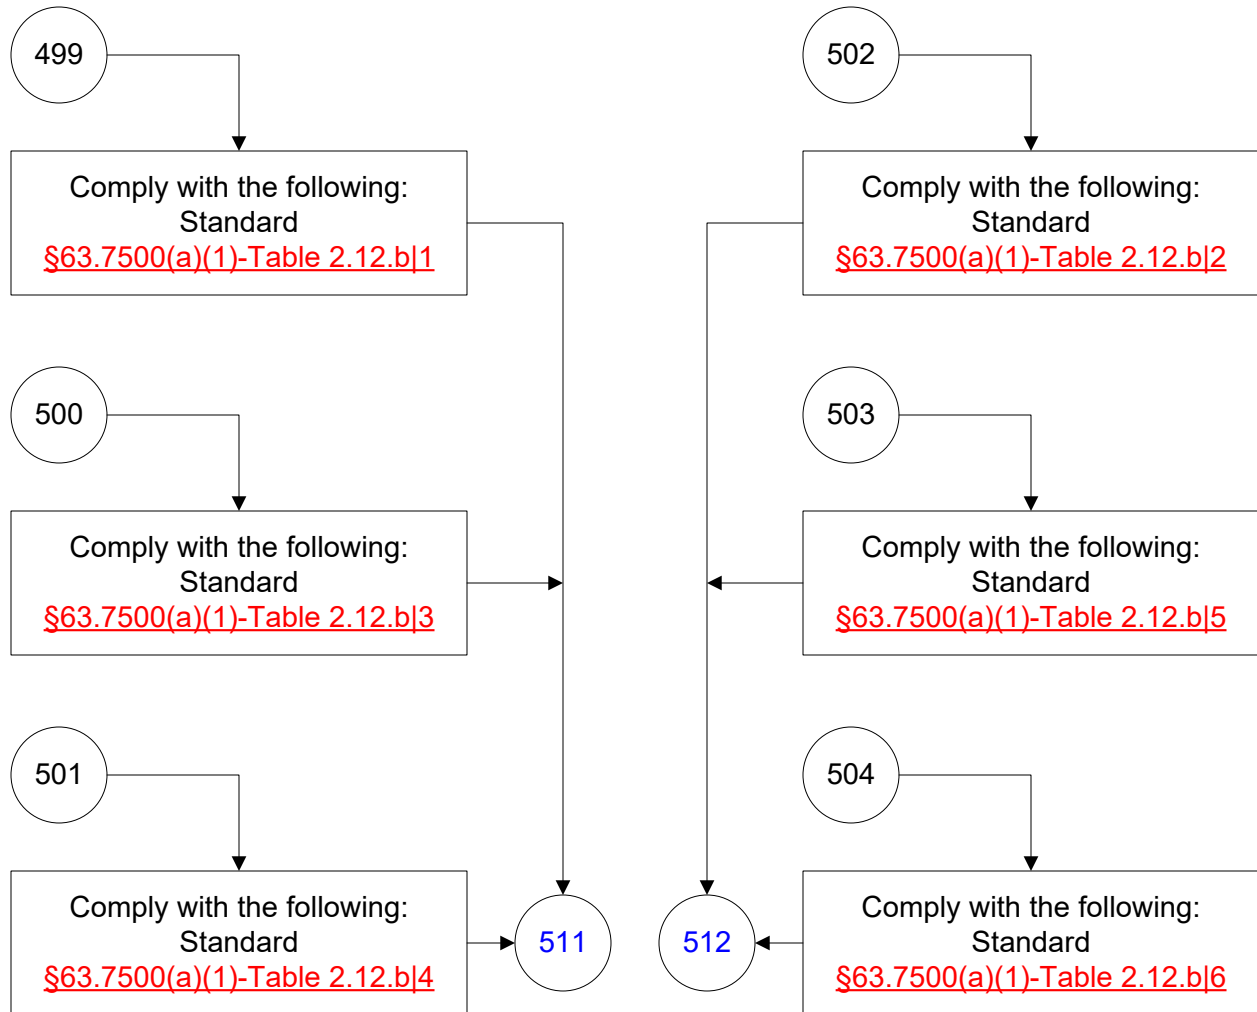 499
Comply with the following:
Standard
§63.7500(a)(1)-Table 2.12.b|1
500
Comply with the following:
Standard
§63.7500(a)(1)-Table 2.12.b|3
501
Comply with the following:
Standard
§63.7500(a)(1)-Table 2.12.b|4
511
502
Comply with the following:
Standard
§63.7500(a)(1)-Table 2.12.b|2
503
Comply with the following:
Standard
§63.7500(a)(1)-Table 2.12.b|5
504
Comply with the following:
Standard
§63.7500(a)(1)-Table 2.12.b|6
512